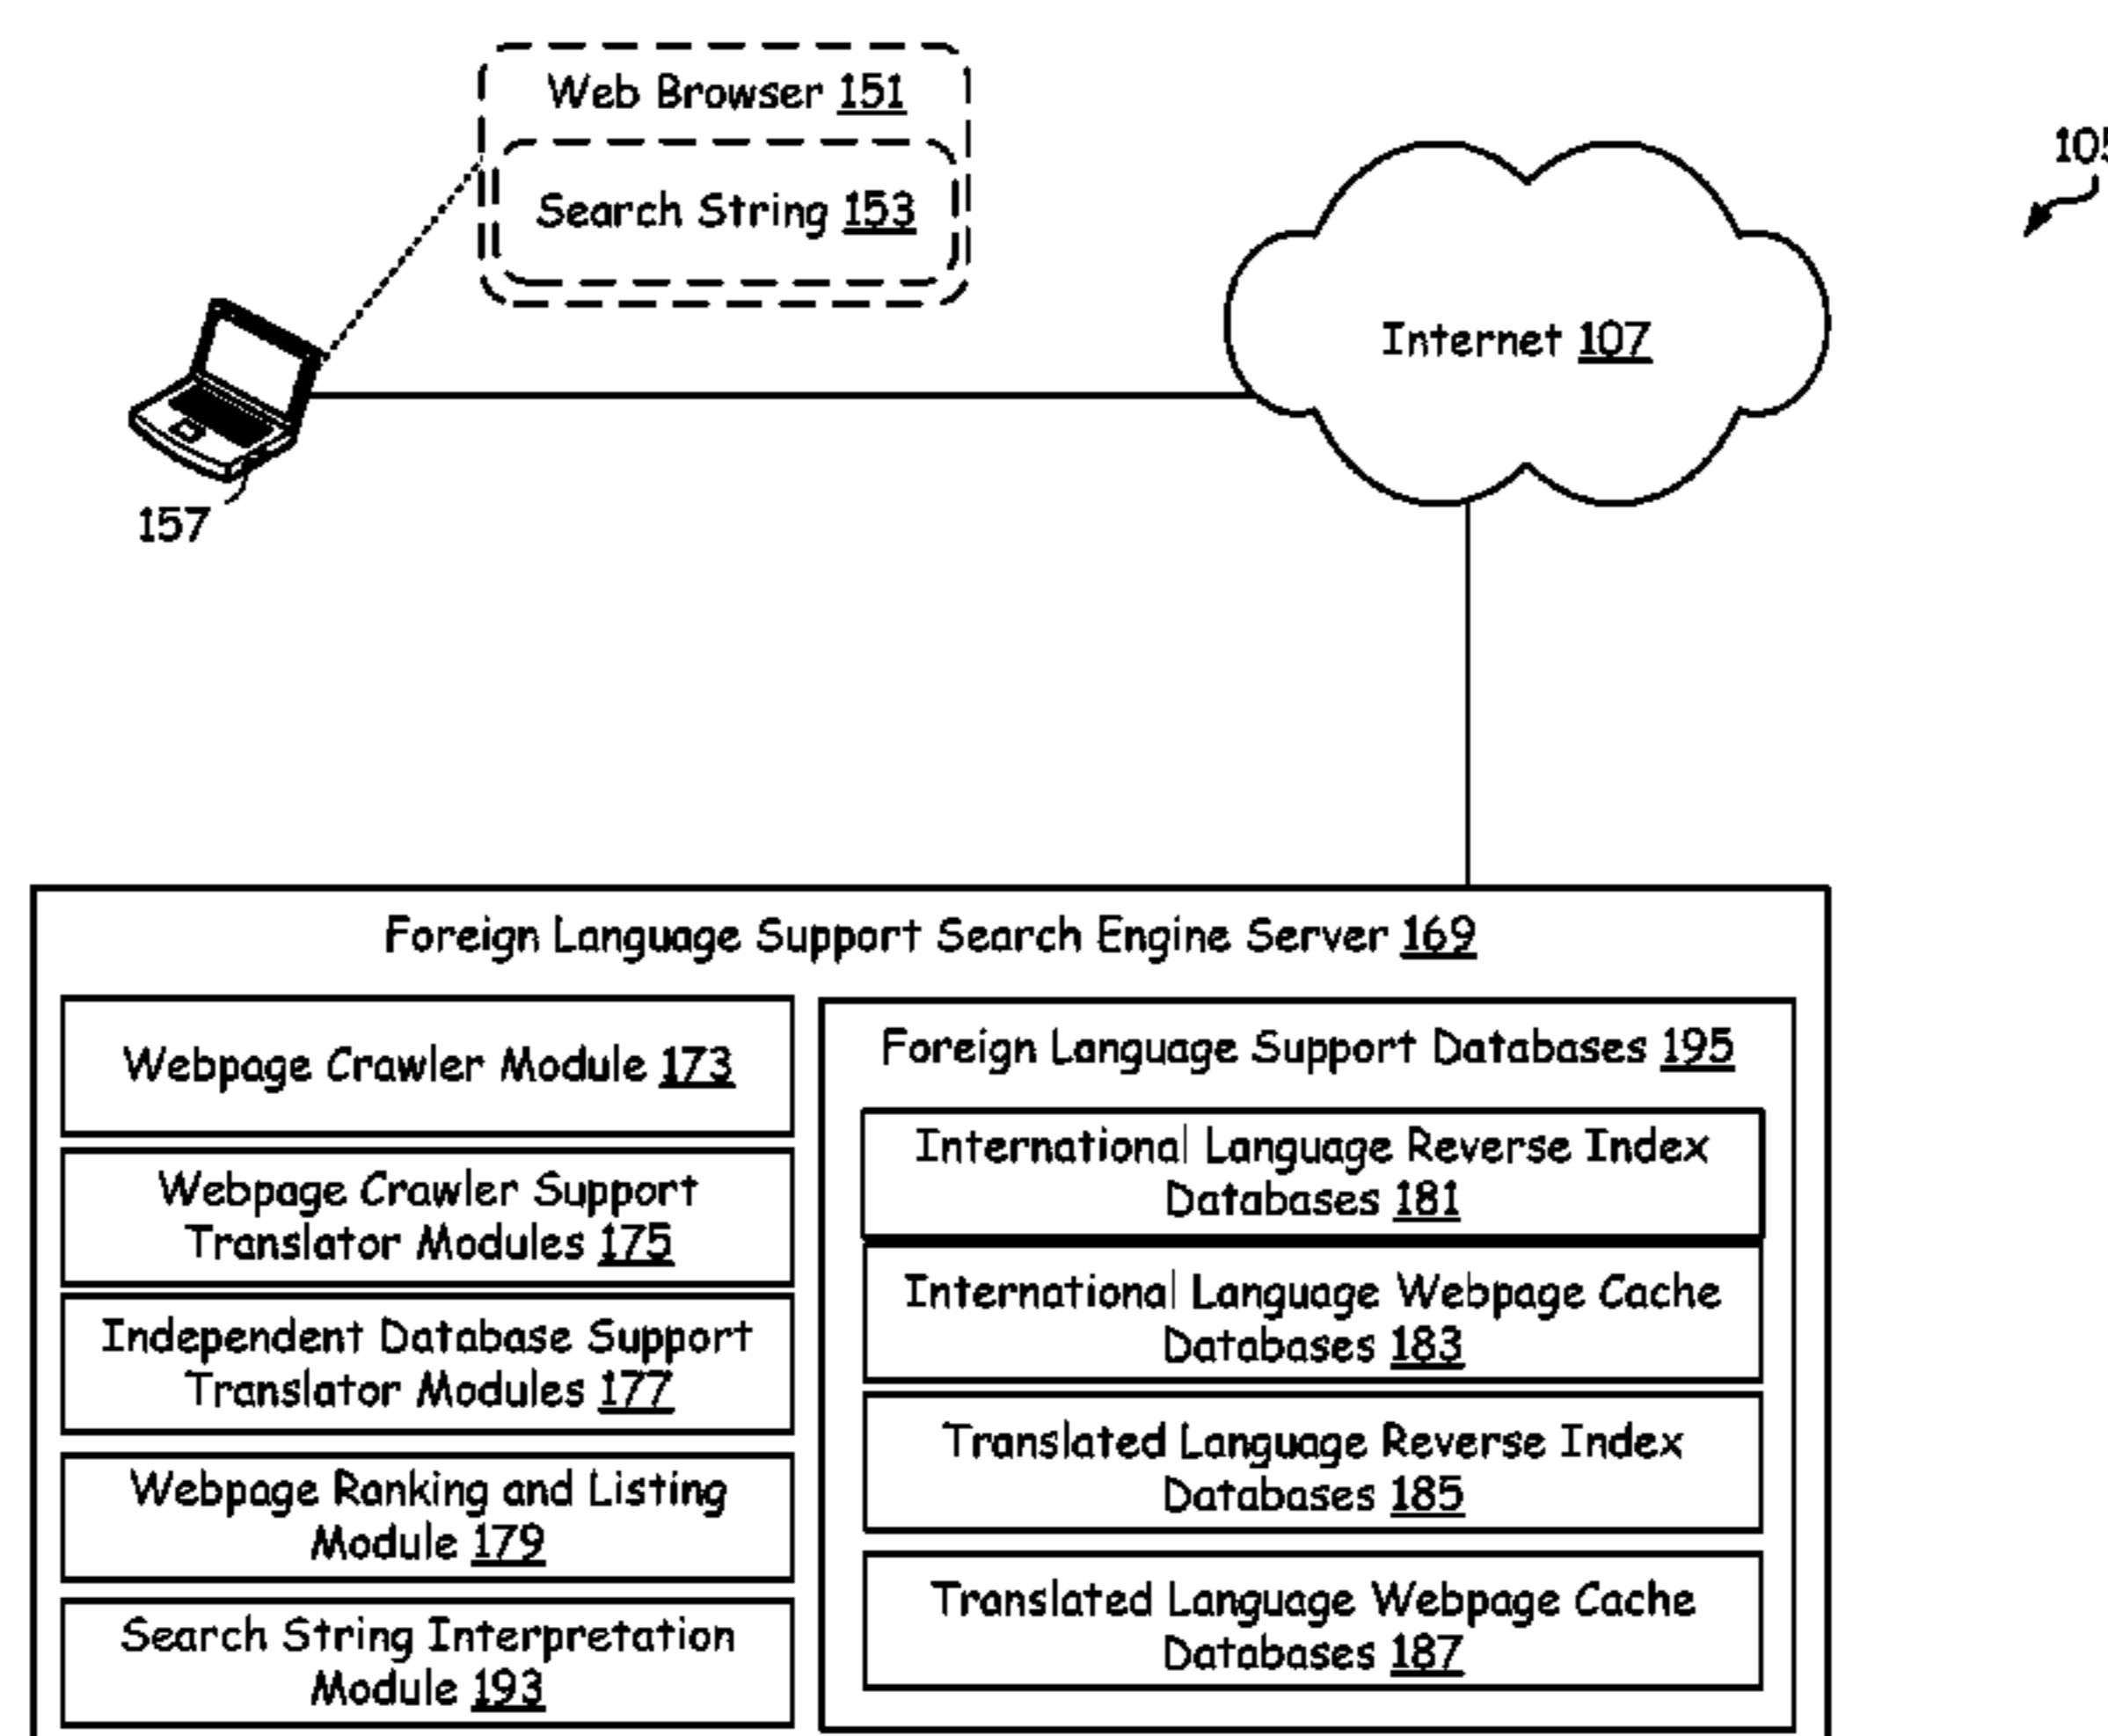 Web Browser 151
Search String 153
105
Internet 107
157
Foreign Language Support Search Engine Server 169
Webpage Crawler Module 173
Webpage Crawler Support
Translator Modules 175
Independent Database Support
Translator Modules 177
Webpage Ranking and Listing
Module 179
Search String Interpretation
Module 193
Foreign Language Support Databases 195
International Language Reverse Index
Databases 181
International Language Webpage Cache
Databases 183
Translated Language Reverse Index
Databases 185
Translated Language Webpage Cache
Databases 187